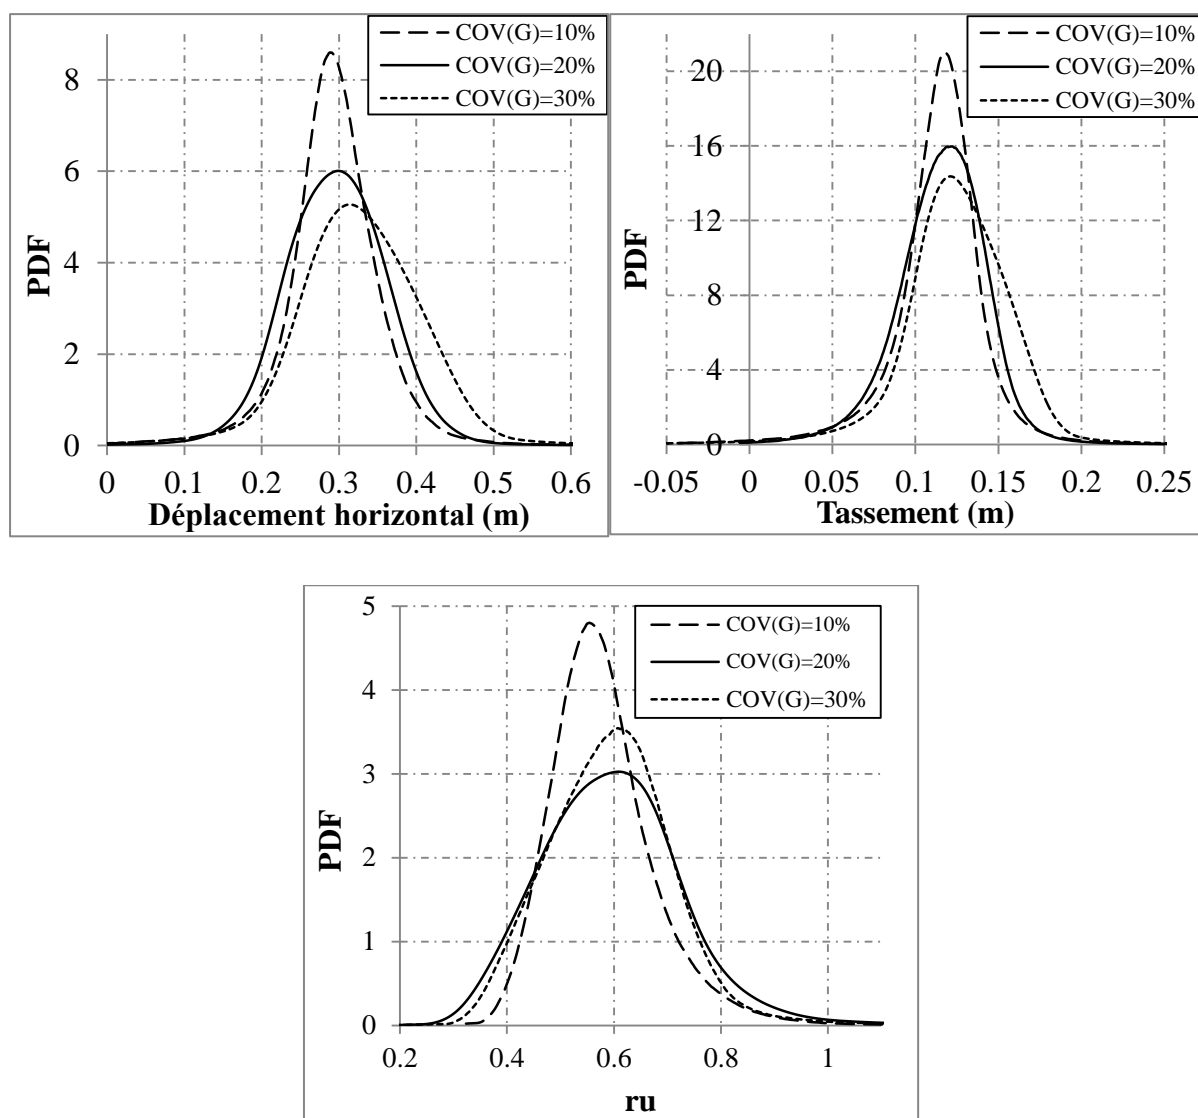 COV(G)=10%
COV(G)=20%
COV(G)=30%
8
6
4
2
0
PDF
0 0.1 0.2 0.3 0.4 0.5 0.6
Déplacement horizontal (m)
COV(G)=10%
COV(G)=20%
COV(G)=30%
20
16
12
8
4
0
PDF
-0.05 0 0.05 0.1 0.15 0.2 0.25
Tassement (m)
COV(G)=10%
COV(G)=20%
COV(G)=30%
5
4
3
2
1
0
PDF
0.2 0.4 0.6 0.8 1
ru